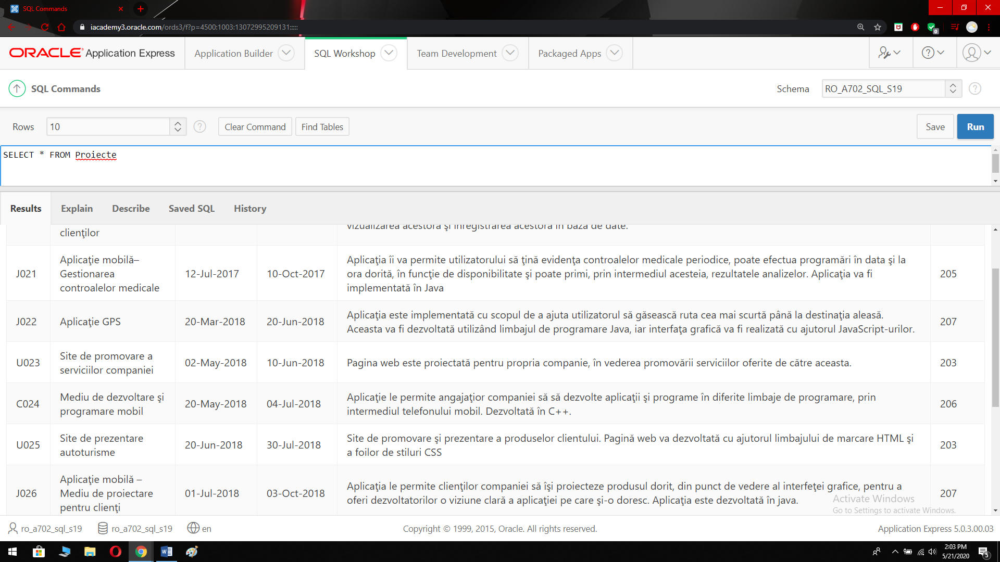 SQL Commands
iacademy3.oracle.com/ords3/f?p=4500:1003:13072995209131:::::
0
ORACLE Application Express
Application Builder
SQL Workshop
Team Development
Packaged Apps
SQL Commands
Schema
RO_A702_SQL_S19
Rows
10
Clear Command
Find Tables
Save
Run
SELECT * FROM Proiecte
Results
Explain
Describe
Saved SQL
History
clienţilor
vizualizarea acestora şi înregistrarea acestora în baza de date.
J021
Aplicaţie mobilă–
Gestionarea
controalelor medicale
12-Jul-2017
10-Oct-2017
Aplicaţia îi va permite utilizatorului să ţină evidenţa controalelor medicale periodice, poate efectua programări în data şi la
ora dorită, în funcţie de disponibilitate şi poate primi, prin intermediul acesteia, rezultatele analizelor. Aplicaţia va fi
implementată în Java
205
J022
Aplicaţie GPS
20-Mar-2018
20-Jun-2018
Aplicaţia este implementată cu scopul de a ajuta utilizatorul să găsească ruta cea mai scurtă până la destinaţia aleasă.
Aceasta va fi dezvoltată utilizând limbajul de programare Java, iar interfaţa grafică va fi realizată cu ajutorul JavaScript-urilor.
207
U023
Site de promovare a
serviciilor companiei
02-May-2018
10-Jun-2018
Pagina web este proiectată pentru propria companie, în vederea promovării serviciilor oferite de către aceasta.
203
C024
Mediu de dezvoltare şi
programare mobil
20-May-2018
04-Jul-2018
Aplicaţie le permite angajaţior companiei să să dezvolte aplicaţii şi programe în diferite limbaje de programare, prin
intermediul telefonului mobil. Dezvoltată în C++.
206
U025
Site de prezentare
autoturisme
20-Jun-2018
30-Jul-2018
Site de promovare şi prezentare a produselor clientului. Pagină web va dezvoltată cu ajutorul limbajului de marcare HTML şi
a foilor de stiluri CSS
203
J026
Aplicaţie mobilă –
Mediu de proiectare
pentru clienţi
01-Jul-2018
03-Oct-2018
Aplicaţia le permite clienţilor companiei să îşi proiecteze produsul dorit, din punct de vedere al interfeţei grafice, pentru a
oferi dezvoltatorilor o viziune clară a aplicaţiei pe care şi-o doresc. Aplicaţia este dezvoltată în java.
207
Activate Windows
Go to Settings to activate Windows.
ro_a702_sql_s19
ro_a702_sql_s19
en
Copyright © 1999, 2015, Oracle. All rights reserved.
Application Express 5.0.3.00.03
2:03 PM
5/21/2020
5